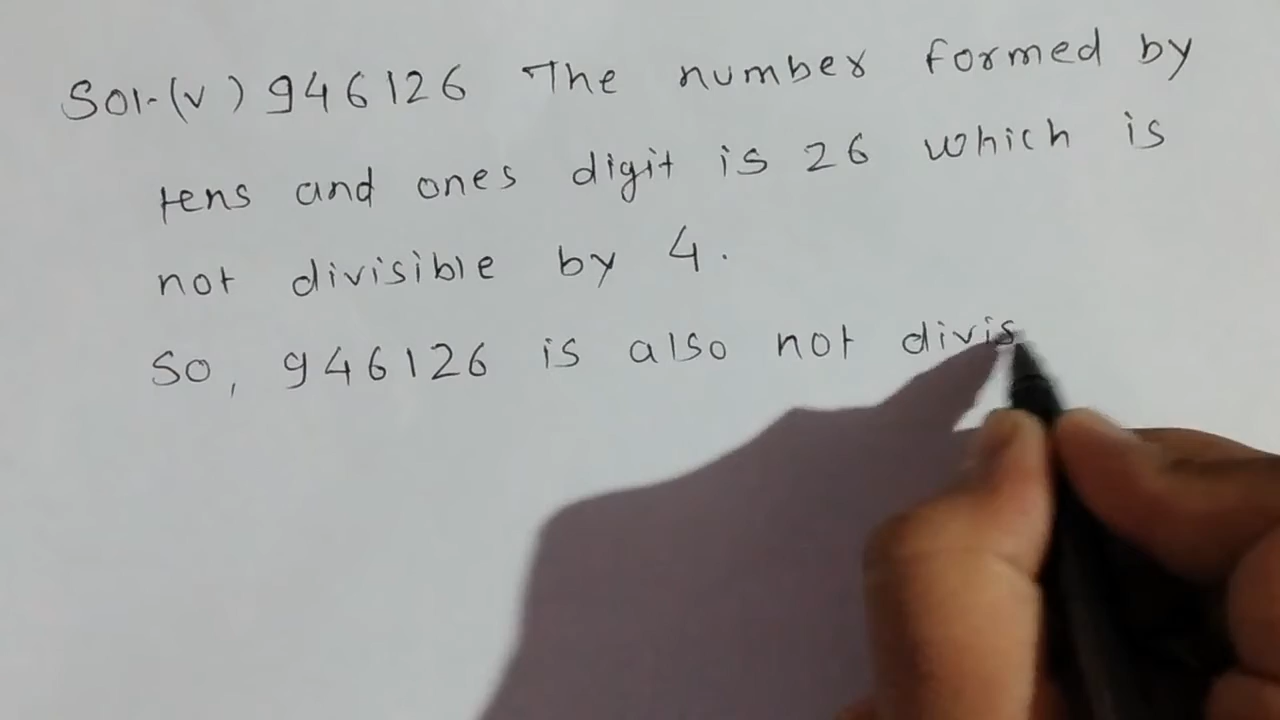 Sol-(v) 946126 The number formed by
tens and ones digit is 26 which is
not divisible by 4.
So, 946126 is also not divis